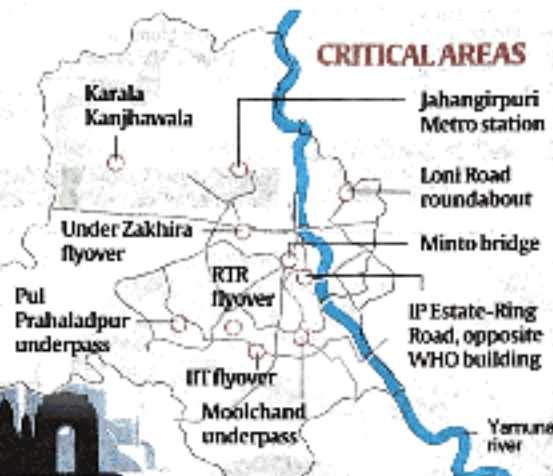 CRITICAL AREAS
Karala
Kanjhawala
Jahangirpuri
Metro station
Loni Road
roundabout
Under Zakhira
flyover
Minto bridge
RTR
flyover
Pul
Prahaladpur
underpass
IP Estate-Ring
Road, opposite
WHO building
IIT flyover
Moolchand
underpass
Yamuna
river